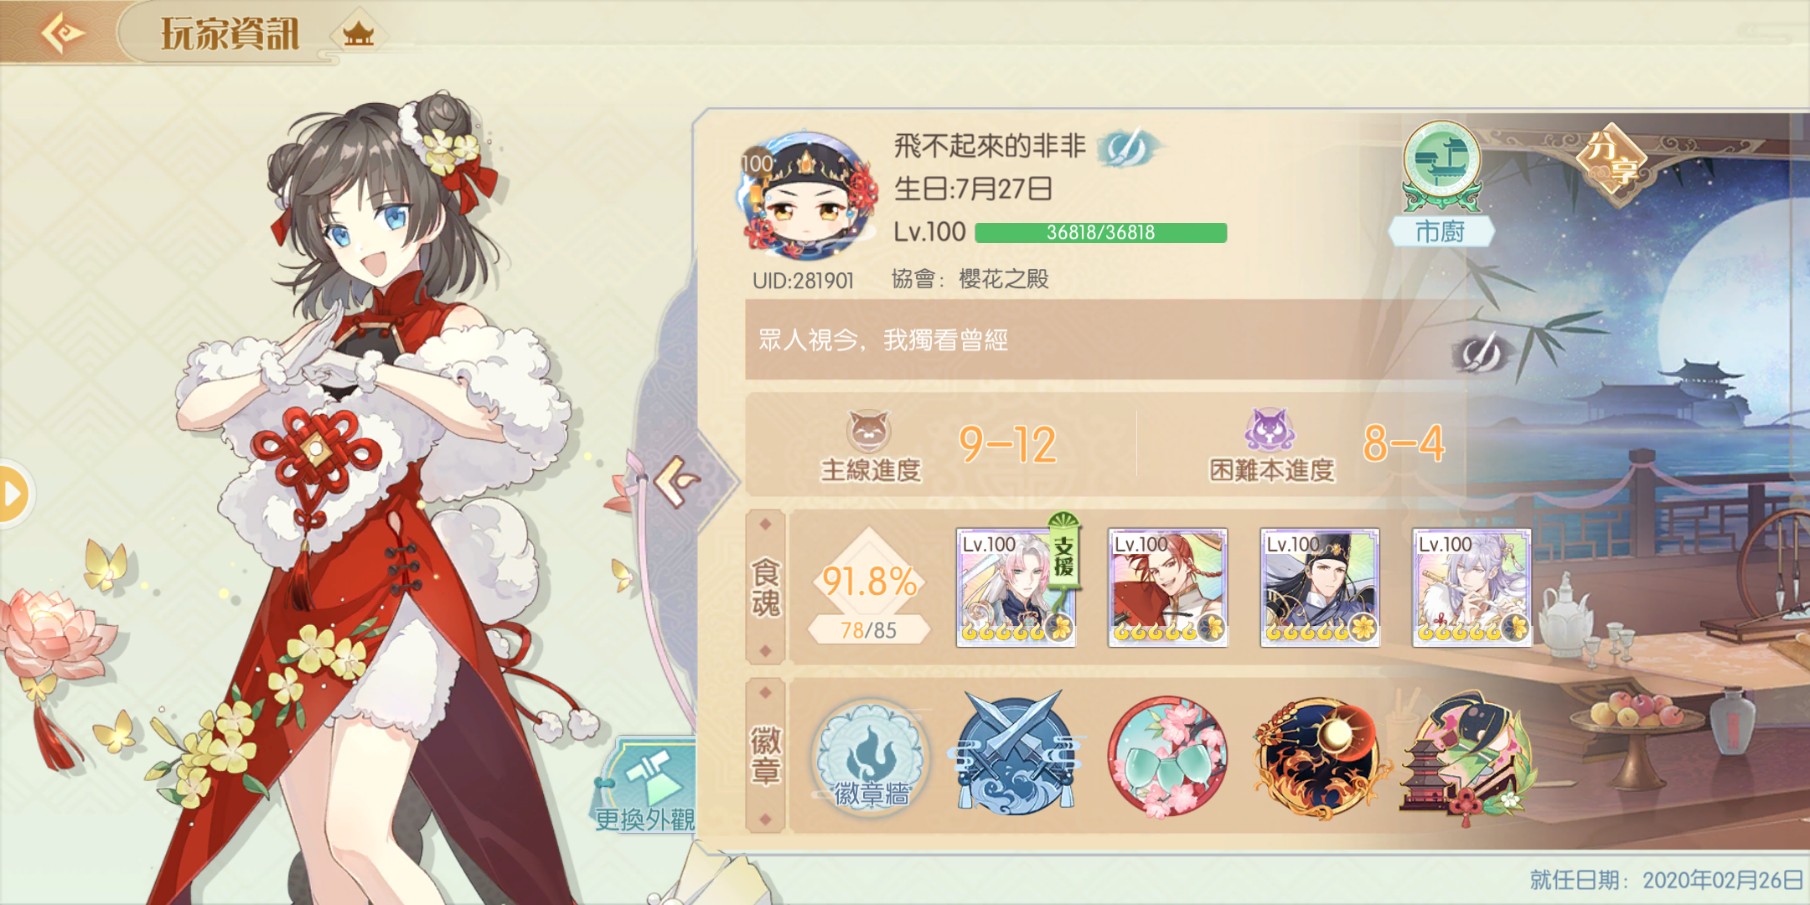 玩家資訊
100
飛不起來的非非
生日:7月27日
Lv.100
36818/36818
UID:281901
協會：櫻花之殿
市廚
分享
眾人視今，我獨看曾經
主線進度
9-12
困難本進度
8-4
食魂
91.8%
78/85
Lv.100
支援
Lv.100
Lv.100
Lv.100
徽章
徽章牆
更換外觀
就任日期：2020年02月26日